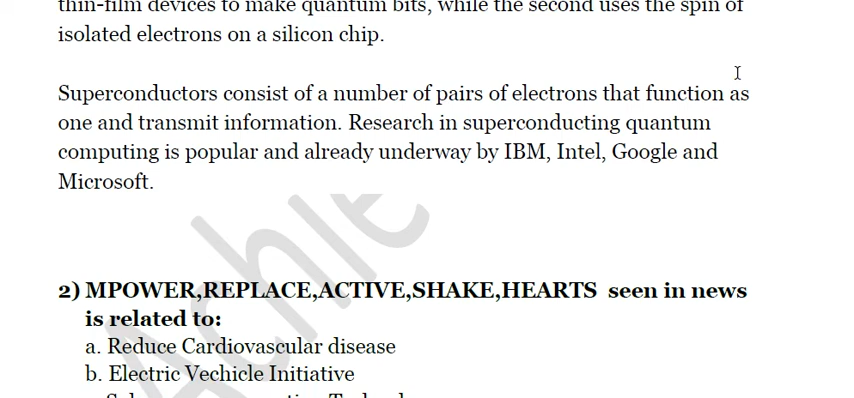 thin-film devices to make quantum bits, while the second uses the spin of
isolated electrons on a silicon chip.
Superconductors consist of a number of pairs of electrons that function as
one and transmit information. Research in superconducting quantum
computing is popular and already underway by IBM, Intel, Google and
Microsoft.
Achie
2) MPOWER,REPLACE,ACTIVE,SHAKE,HEARTS seen in news
is related to:
a. Reduce Cardiovascular disease
b. Electric Vechicle Initiative